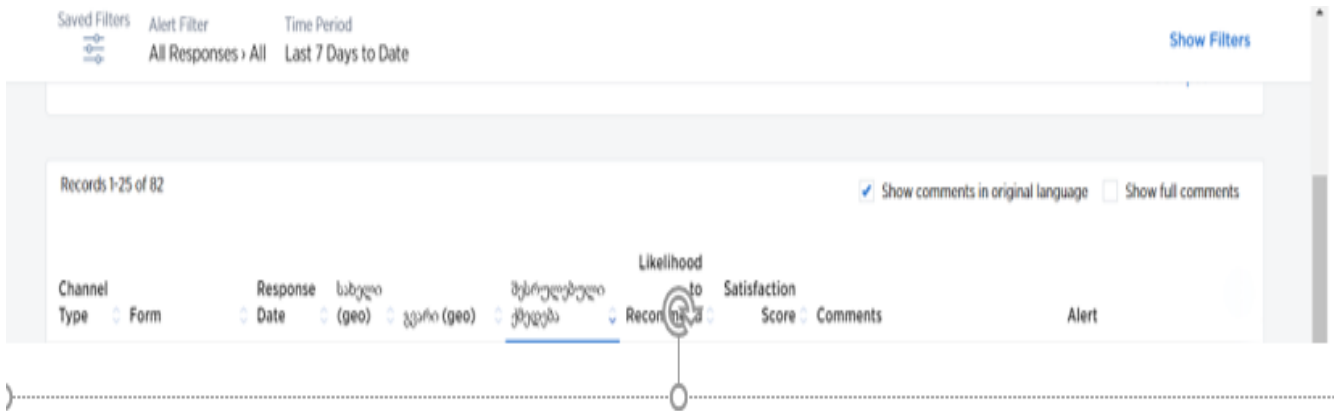 Saved Filters
Alert Filter
Time Period
All Responses › All
Last 7 Days to Date
Show Filters
Records 1-25 of 82
Show comments in original language
Show full comments
Channel
Type
Form
Response
Date
სახელი
(geo)
გვარი (geo)
შესრულებული
ქმედება
Likelihood
to
Satisfaction
Score
Comments
Alert